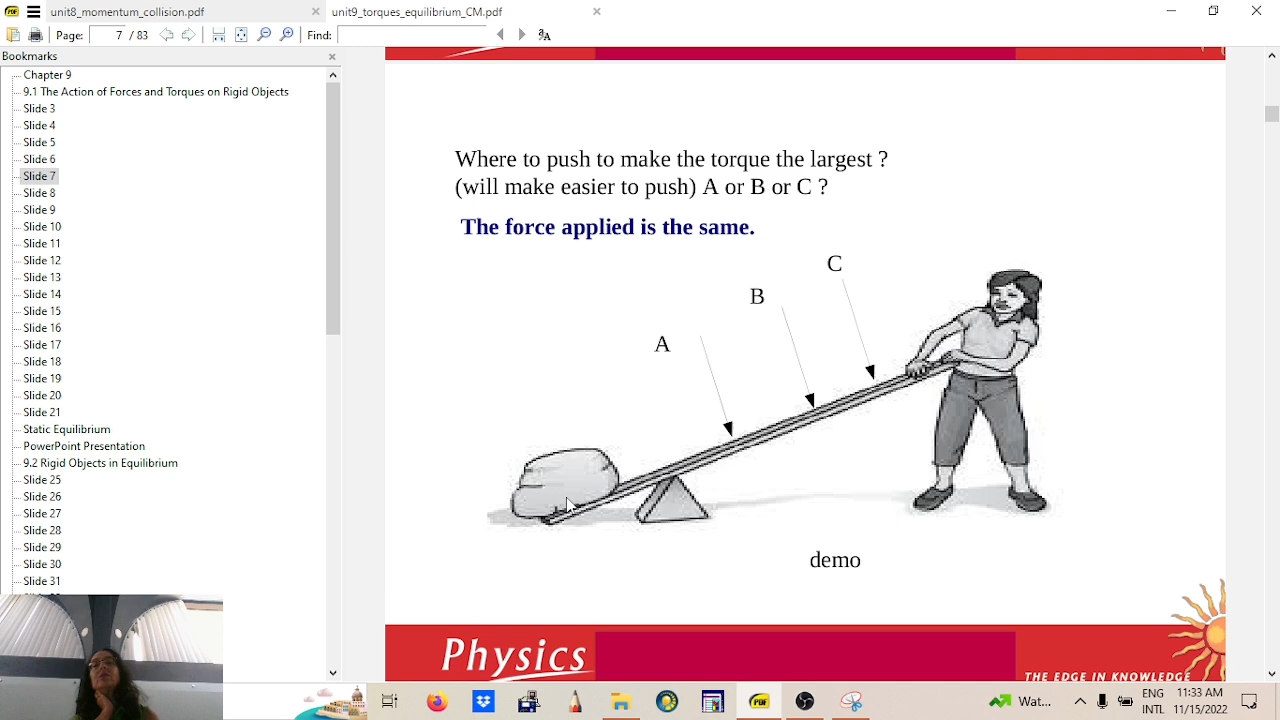 unit8_momentum_collision.pdf
unit9_torques_equilibrium_CM.pdf
Page:
7 / 83
Find:
Bookmarks
Chapter 9
9.1 The Action of Forces and Torques on Rigid Objects
Slide 3
Slide 4
Slide 5
Slide 6
Slide 7
Slide 8
Slide 9
Slide 10
Slide 11
Slide 12
Slide 13
Slide 14
Slide 15
Slide 16
Slide 17
Slide 18
Slide 19
Slide 20
Slide 21
Static Equilibrium
PowerPoint Presentation
9.2 Rigid Objects in Equilibrium
Slide 25
Slide 26
Slide 27
Slide 28
Slide 29
Slide 30
Slide 31
Where to push to make the torque the largest ?
(will make easier to push) A or B or C ?
The force applied is the same.
C
B
A
demo
Physics
THE EDGE IN KNOWLEDGE
PDF
Wat...
ENG
INTL
11:33 AM
11/15/2022